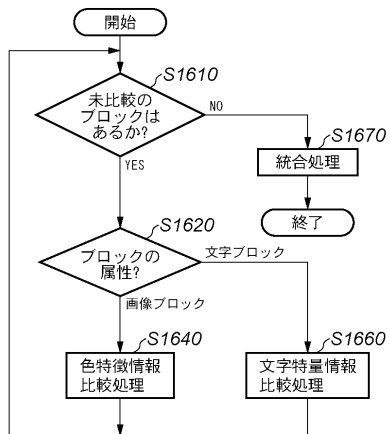 開始
S1610
未比較の
ブロックは
あるか?
NO
YES
S1670
統合処理
終了
S1620
ブロックの
属性?
文字ブロック
画像ブロック
S1640
色特徴情報
比較処理
S1660
文字特量情報
比較処理